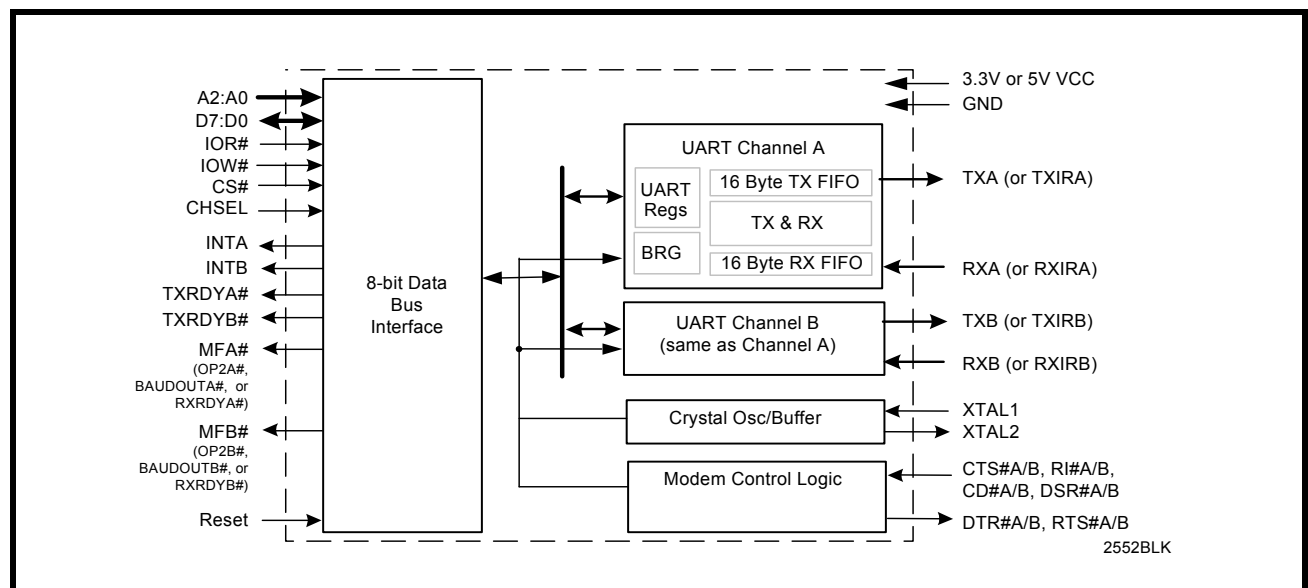 A2:A0
D7:D0
IOR#
IOW#
CS#
CHSEL
INTA
INTB
TXRDYA#
TXRDYB#
MFA#
(OP2A#,
BAUDOUTA#, or
RXRDYA#)
MFB#
(OP2B#,
BAUDOUTB#, or
RXRDYB#)
Reset
8-bit Data
Bus
Interface
UART Channel A
UART
Regs
BRG
16 Byte TX FIFO
TX & RX
16 Byte RX FIFO
UART Channel B
(same as Channel A)
Crystal Osc/Buffer
Modem Control Logic
3.3V or 5V VCC
GND
TXA (or TXIRA)
RXA (or RXIRA)
TXB (or TXIRB)
RXB (or RXIRB)
XTAL1
XTAL2
CTS#A/B, RI#A/B,
CD#A/B, DSR#A/B
DTR#A/B, RTS#A/B
2552BLK